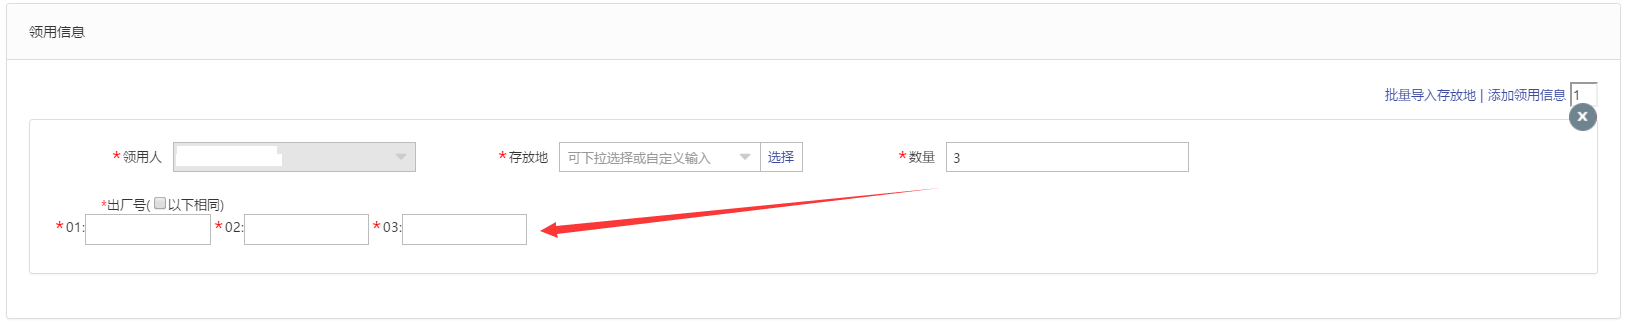 领用信息
批量导入存放地 | 添加领用信息 1
X
*领用人 *存放地 可下拉选择或自定义输入 选择 *数量 3
*出厂号(以下相同)
*01: *02: *03: